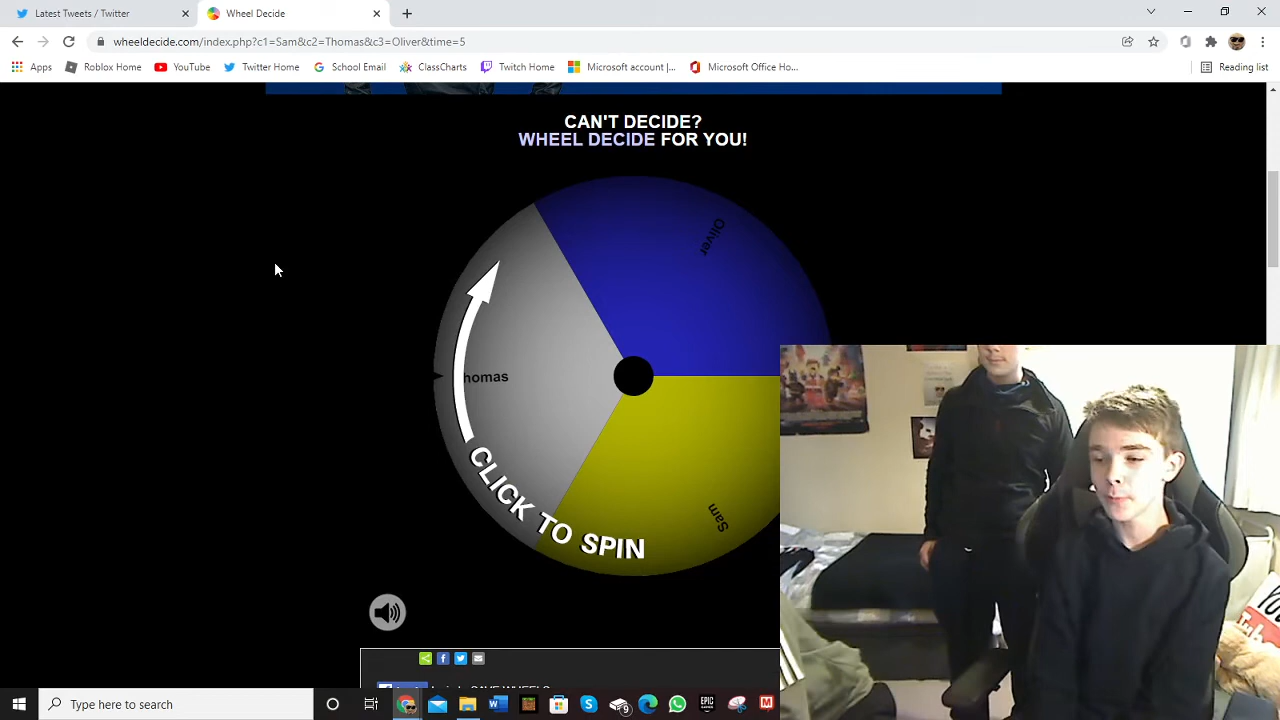 Latest Tweets / Twitter
Wheel Decide
wheeldecide.com/index.php?c1=Sam&c2=Thomas&c3=Oliver&time=5
Apps
Roblox Home
YouTube
Twitter Home
School Email
ClassCharts
Twitch Home
Microsoft account |...
Microsoft Office Ho...
Reading list
CAN'T DECIDE?
WHEEL DECIDE FOR YOU!
Oliver
homas
Sam
CLICK TO SPIN
Type here to search
EPIC